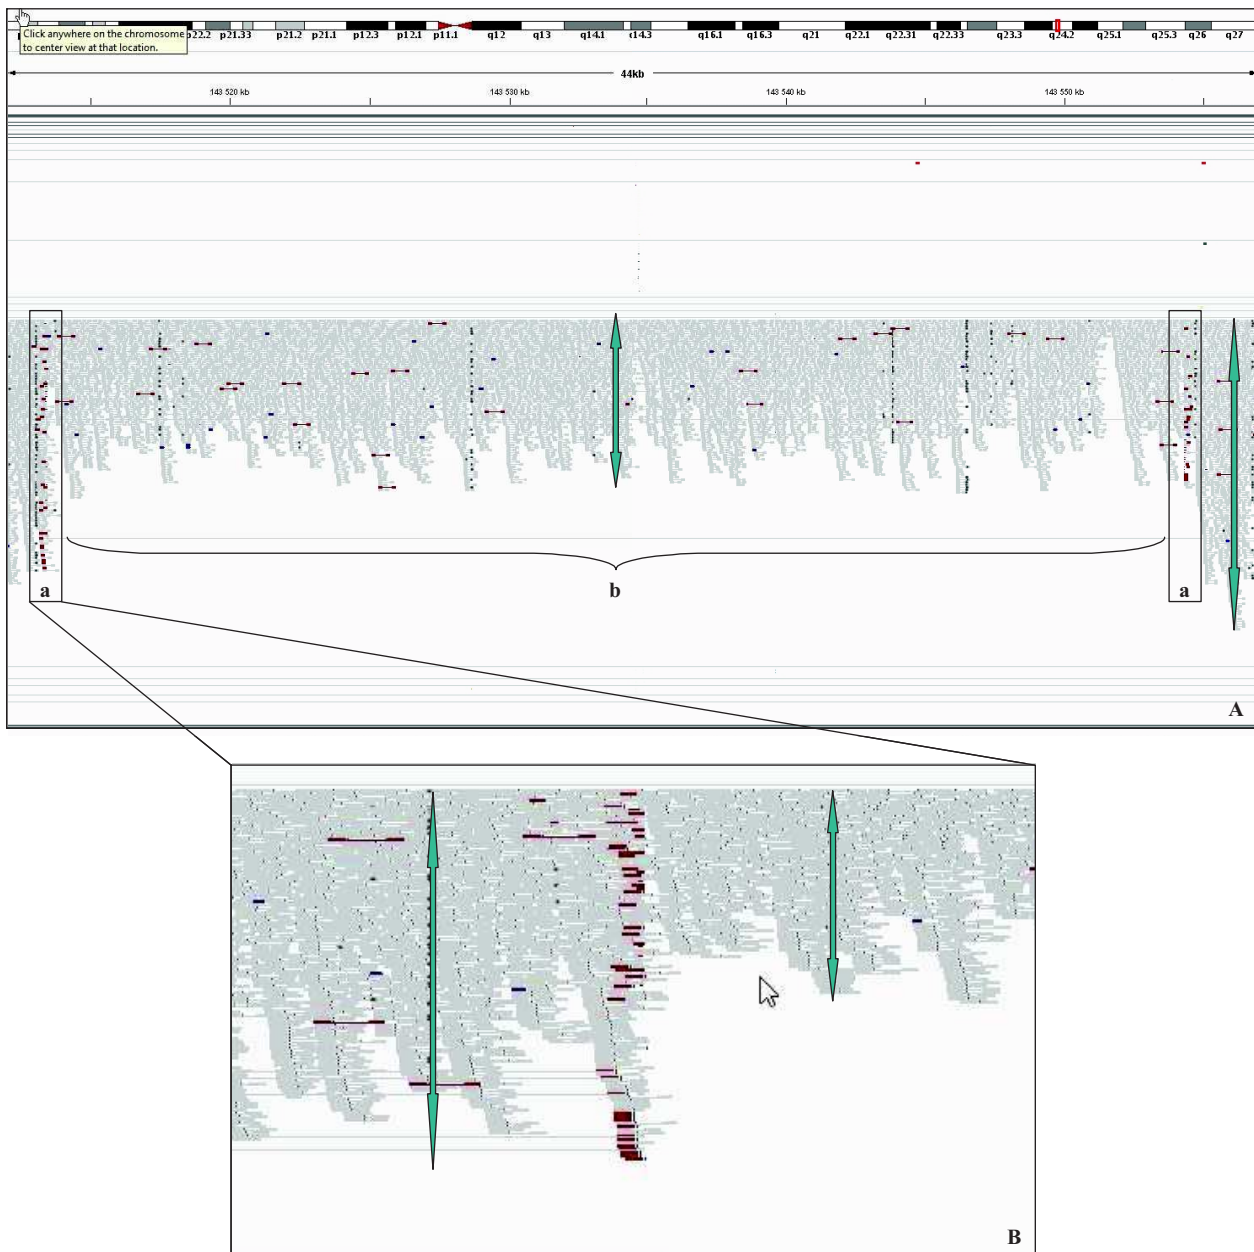 Click anywhere on the chromosome
to center view at that location.
p22.2 p21.33 p21.2 p21.1 p12.3 p12.1 p11.1 q12 q13 q14.1 q14.3 q16.1 q16.3 q21 q22.1 q22.31 q22.33 q23.3 q24.2 q25.1 q25.3 q26 q27
44kb
143 520 kb 143 530 kb 143 540 kb 143 550 kb
a b a
A
B